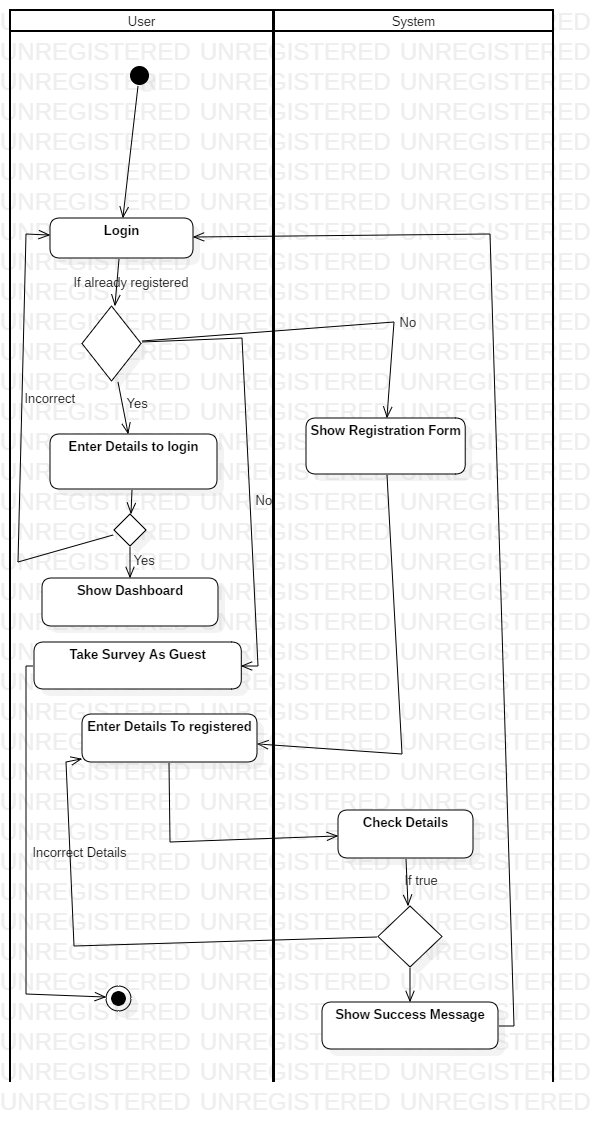 User
System
Login
If already registered
No
Incorrect
Yes
Show Registration Form
Enter Details to login
No
Yes
Show Dashboard
Take Survey As Guest
Enter Details To registered
Check Details
Incorrect Details
If true
Show Success Message
UNREGISTERED